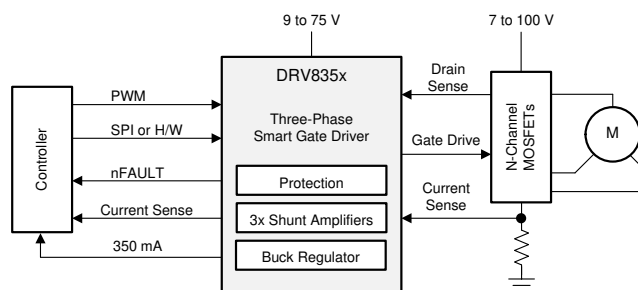 9 to 75 V
7 to 100 V
DRV835x
Three-Phase
Smart Gate Driver
Protection
3x Shunt Amplifiers
Buck Regulator
Controller
PWM
SPI or H/W
nFAULT
Current Sense
350 mA
Drain
Sense
Gate Drive
Current
Sense
N-Channel
MOSFETs
M